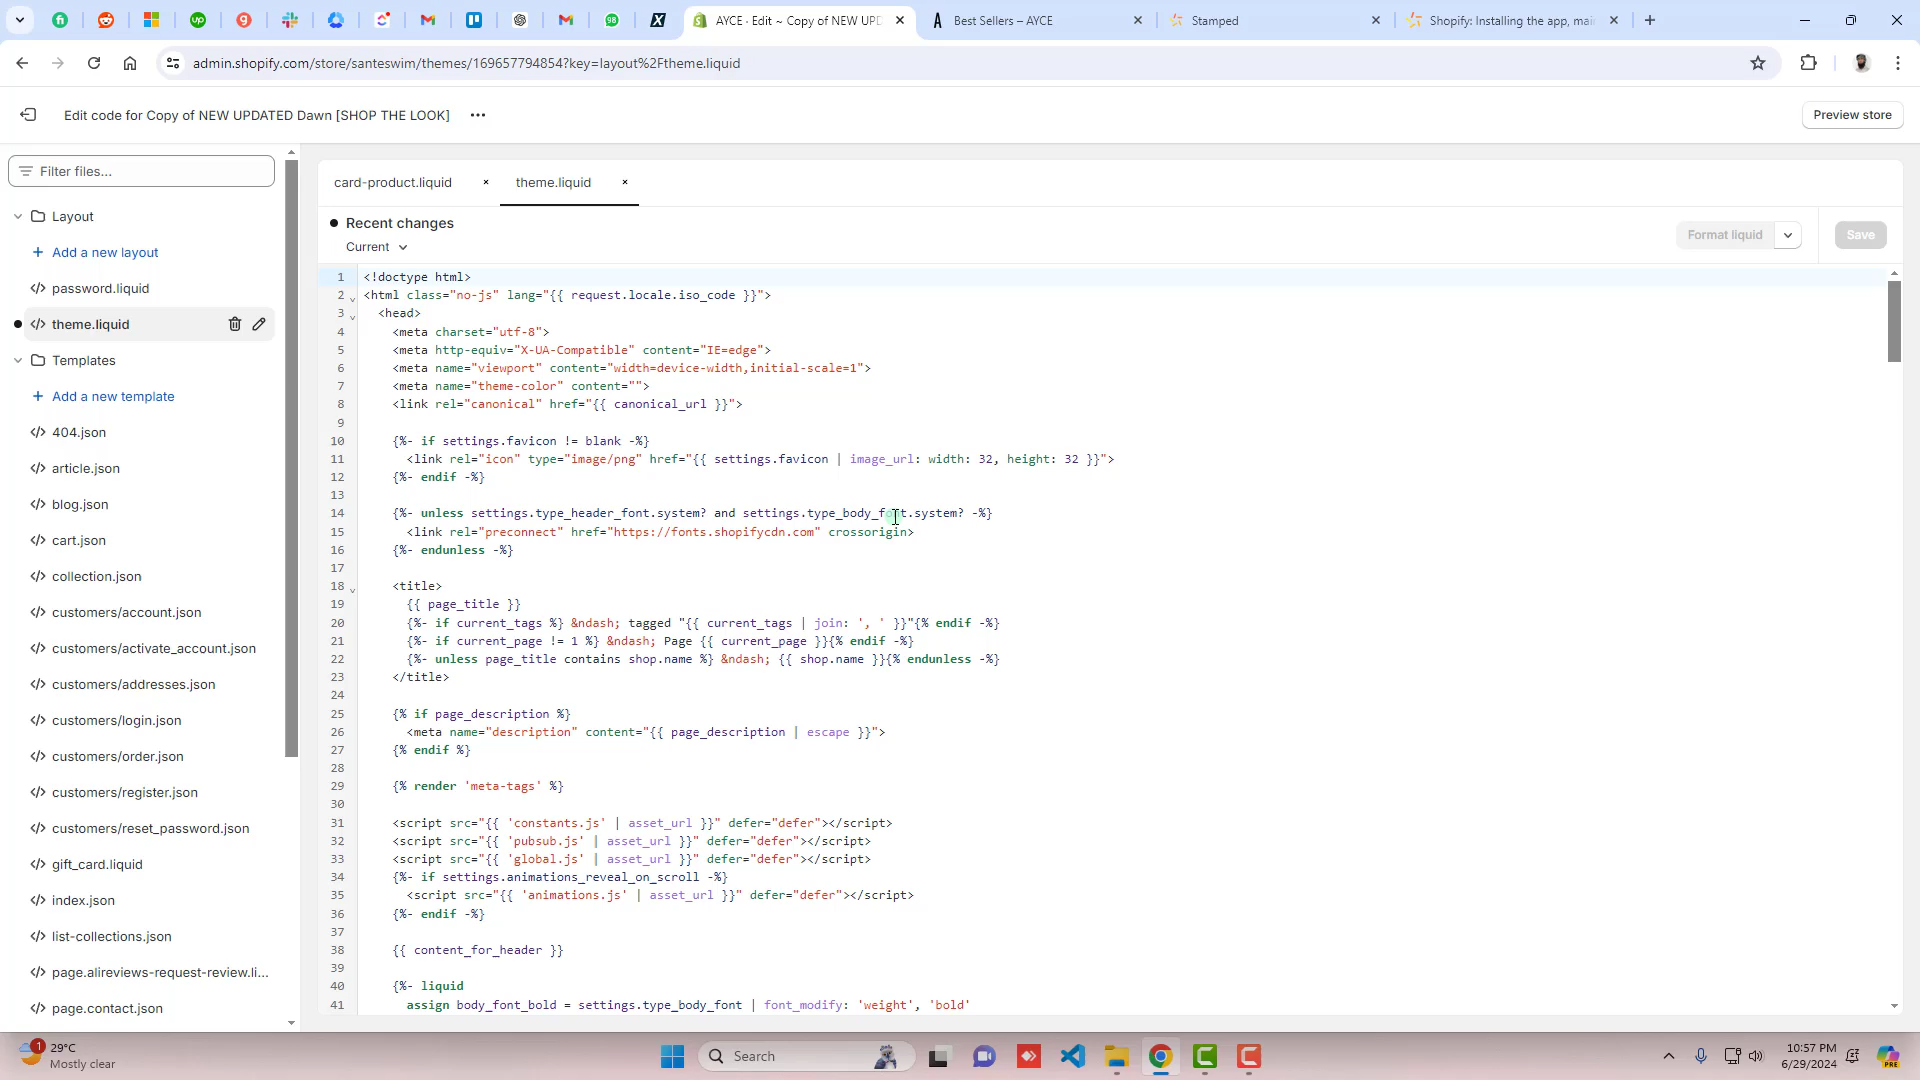 AYCE - Edit ~ Copy of NEW UPD
Best Sellers – AYCE
Stamped
Shopify: Installing the app, mai
admin.shopify.com/store/santeswim/themes/169657794854?key=layout%2Ftheme.liquid
Edit code for Copy of NEW UPDATED Dawn [SHOP THE LOOK]
Preview store
Filter files...
Layout
Add a new layout
password.liquid
theme.liquid
Templates
Add a new template
404.json
article.json
blog.json
cart.json
collection.json
customers/account.json
customers/activate_account.json
customers/addresses.json
customers/login.json
customers/order.json
customers/register.json
customers/reset_password.json
gift_card.liquid
index.json
list-collections.json
page.alireviews-request-review.li...
page.contact.json
card-product.liquid
theme.liquid
Recent changes
Current
Format liquid
Save
1 <!doctype html>
2 <html class="no-js" lang="{{ request.locale.iso_code }}">
3 <head>
4 <meta charset="utf-8">
5 <meta http-equiv="X-UA-Compatible" content="IE=edge">
6 <meta name="viewport" content="width=device-width,initial-scale=1">
7 <meta name="theme-color" content="">
8 <link rel="canonical" href="{{ canonical_url }}">
9
10 {%- if settings.favicon != blank -%}
11 <link rel="icon" type="image/png" href="{{ settings.favicon | image_url: width: 32, height: 32 }}">
12 {%- endif -%}
13
14 {%- unless settings.type_header_font.system? and settings.type_body_font.system? -%}
15 <link rel="preconnect" href="https://fonts.shopifycdn.com" crossorigin>
16 {%- endunless -%}
17
18 <title>
19 {{ page_title }}
20 {%- if current_tags %} &ndash; tagged "{{ current_tags | join: ', ' }}"{% endif -%}
21 {%- if current_page != 1 %} &ndash; Page {{ current_page }}{% endif -%}
22 {%- unless page_title contains shop.name %} &ndash; {{ shop.name }}{% endunless -%}
23 </title>
24
25 {% if page_description %}
26 <meta name="description" content="{{ page_description | escape }}">
27 {% endif %}
28
29 {% render 'meta-tags' %}
30
31 <script src="{{ 'constants.js' | asset_url }}" defer="defer"></script>
32 <script src="{{ 'pubsub.js' | asset_url }}" defer="defer"></script>
33 <script src="{{ 'global.js' | asset_url }}" defer="defer"></script>
34 {%- if settings.animations_reveal_on_scroll -%}
35 <script src="{{ 'animations.js' | asset_url }}" defer="defer"></script>
36 {%- endif -%}
37
38 {{ content_for_header }}
39
40 {%- liquid
41 assign body_font_bold = settings.type_body_font | font_modify: 'weight', 'bold'
1
29°C
Mostly clear
Search
10:57 PM
6/29/2024